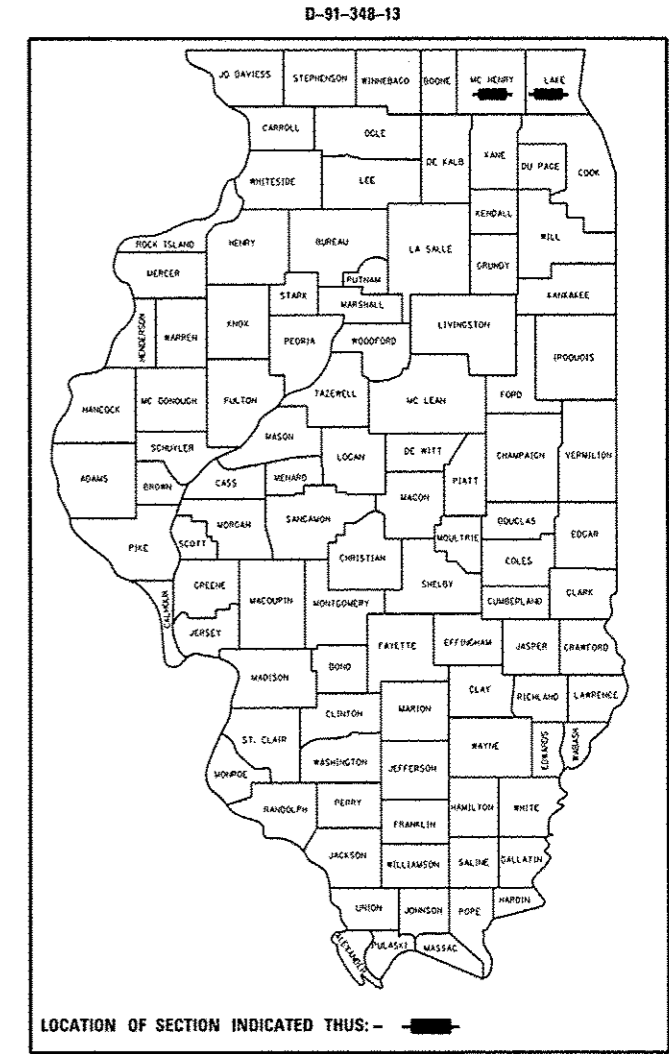 D-91-348-13
JO DAVIESS STEPHENSON WINNEBAGO BOONE MC HENRY LAKE
CARROLL OGLE
DE KALB KANE DU PAGE COOK
WHITESIDE LEE
KENDALL
ROCK ISLAND HENRY BUREAU LA SALLE WILL
MERCER PUTNAM GRUNDY
STARK MARSHALL KANKAKEE
HENDERSON WARREN KNOX PEORIA WOODFORD LIVINGSTON
IROQUOIS
HANCOCK MC DONOUGH FULTON TAZEWELL MC LEAN FORD
MASON
SCHUYLER LOGAN DE WITT CHAMPAIGN VERMILION
ADAMS BROWN CASS MENARD PIATT
MACON
MORGAN SANGAMON DOUGLAS
PIKE SCOTT CHRISTIAN MOULTRIE EDGAR
COLES
GREENE SHELBY
CALHOUN MACOUPIN MONTGOMERY CUMBERLAND CLARK
JERSEY
FAYETTE EFFINGHAM JASPER CRAWFORD
MADISON BOND
CLAY RICHLAND LAWRENCE
CLINTON MARION
ST. CLAIR WAYNE EDWARDS WABASH
WASHINGTON JEFFERSON
MONROE
RANDOLPH PERRY HAMILTON WHITE
FRANKLIN
JACKSON WILLIAMSON SALINE GALLATIN
UNION JOHNSON POPE HARDIN
ALEXANDER PULASKI MASSAC
LOCATION OF SECTION INDICATED THUS: -